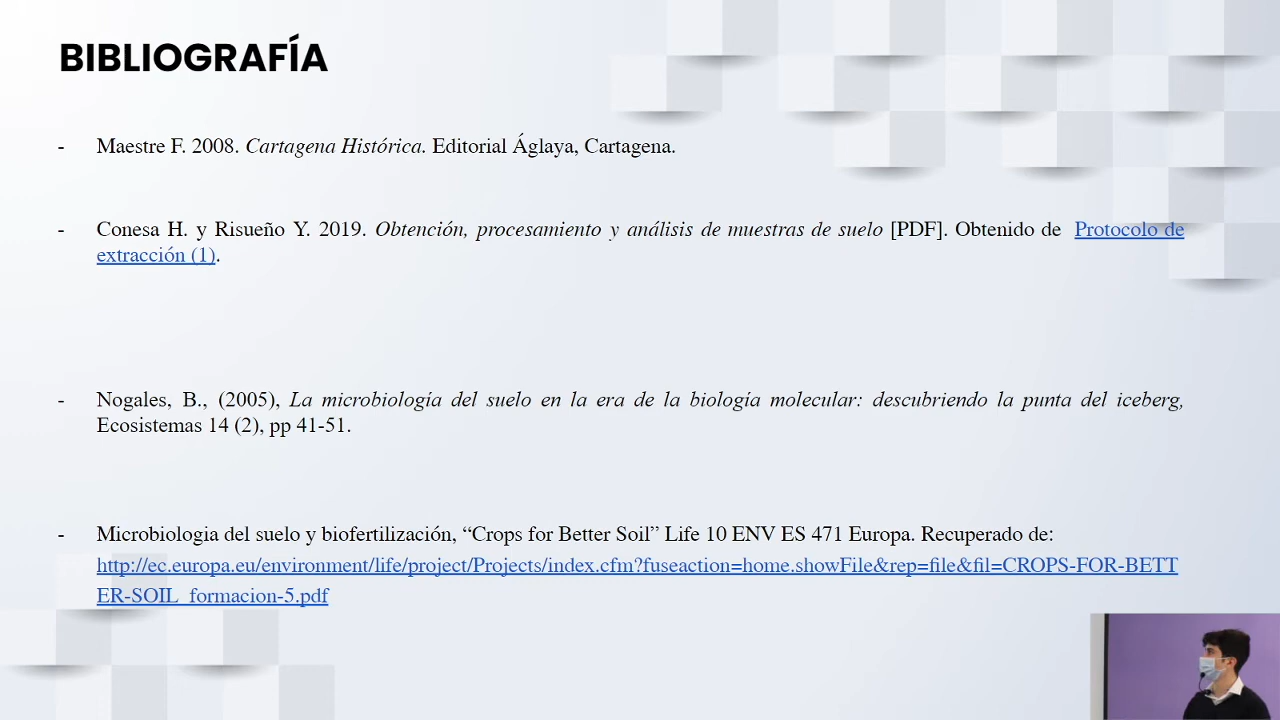 BIBLIOGRAFÍA
- Maestre F. 2008. Cartagena Histórica. Editorial Áglaya, Cartagena.
- Conesa H. y Risueño Y. 2019. Obtención, procesamiento y análisis de muestras de suelo [PDF]. Obtenido de Protocolo de
extracción (1).
- Nogales, B., (2005), La microbiología del suelo en la era de la biología molecular: descubriendo la punta del iceberg,
Ecosistemas 14 (2), pp 41-51.
- Microbiologia del suelo y biofertilización, “Crops for Better Soil” Life 10 ENV ES 471 Europa. Recuperado de:
http://ec.europa.eu/environment/life/project/Projects/index.cfm?fuseaction=home.showFile&rep=file&fil=CROPS-FOR-BETT
ER-SOIL_formacion-5.pdf